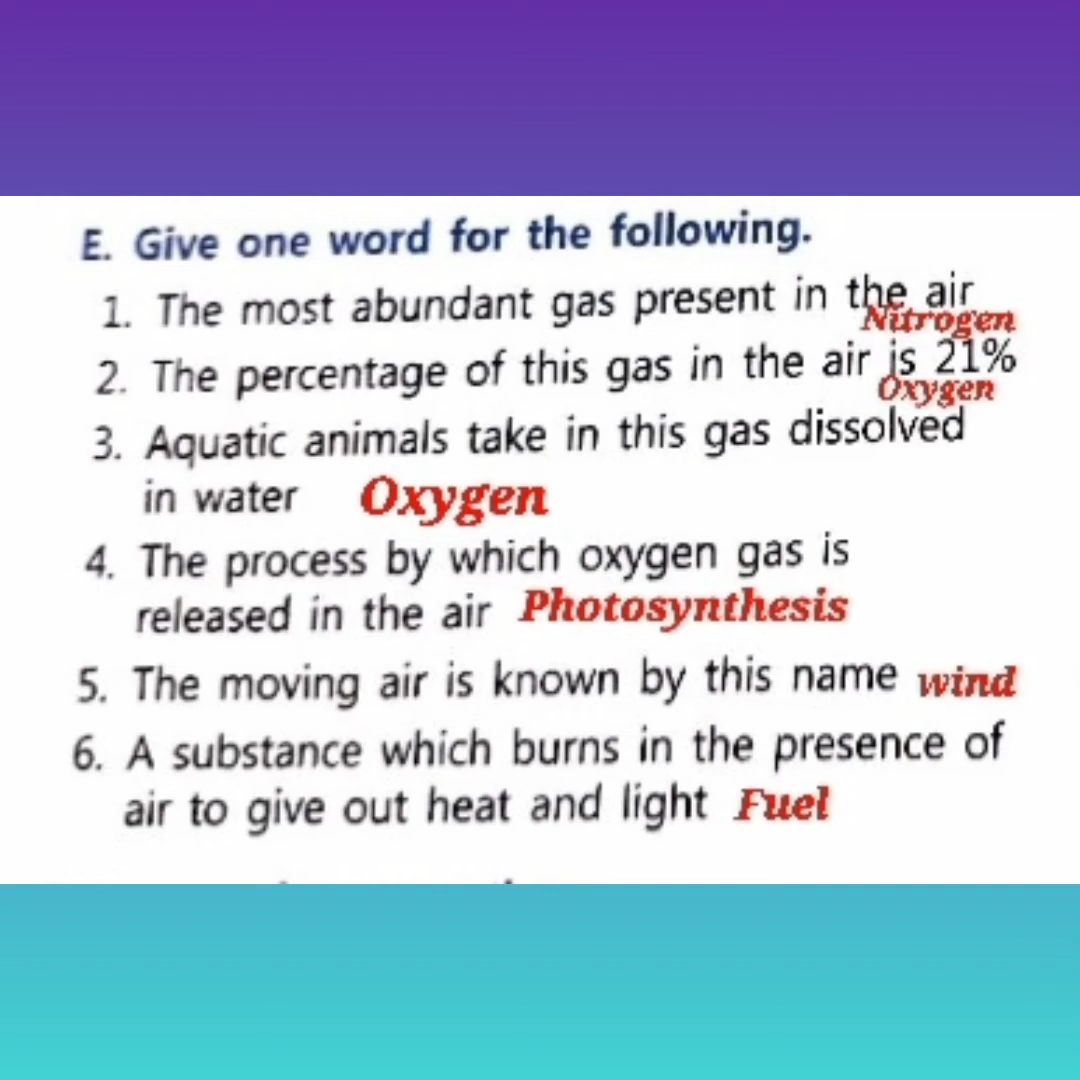 E. Give one word for the following.
1. The most abundant gas present in the air
Nitrogen
2. The percentage of this gas in the air is 21%
Oxygen
3. Aquatic animals take in this gas dissolved
in water Oxygen
4. The process by which oxygen gas is
released in the air Photosynthesis
5. The moving air is known by this name wind
6. A substance which burns in the presence of
air to give out heat and light Fuel